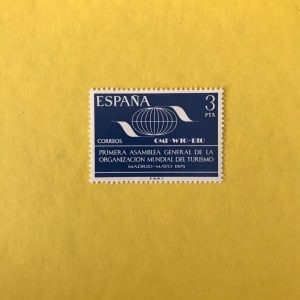 ESPAÑA 3
PTA
CORREOS OMT-WTO-BTO
PRIMERA ASAMBLEA GENERAL DE LA
ORGANIZACION MUNDIAL DEL TURISMO
MADRID-MAYO-1975